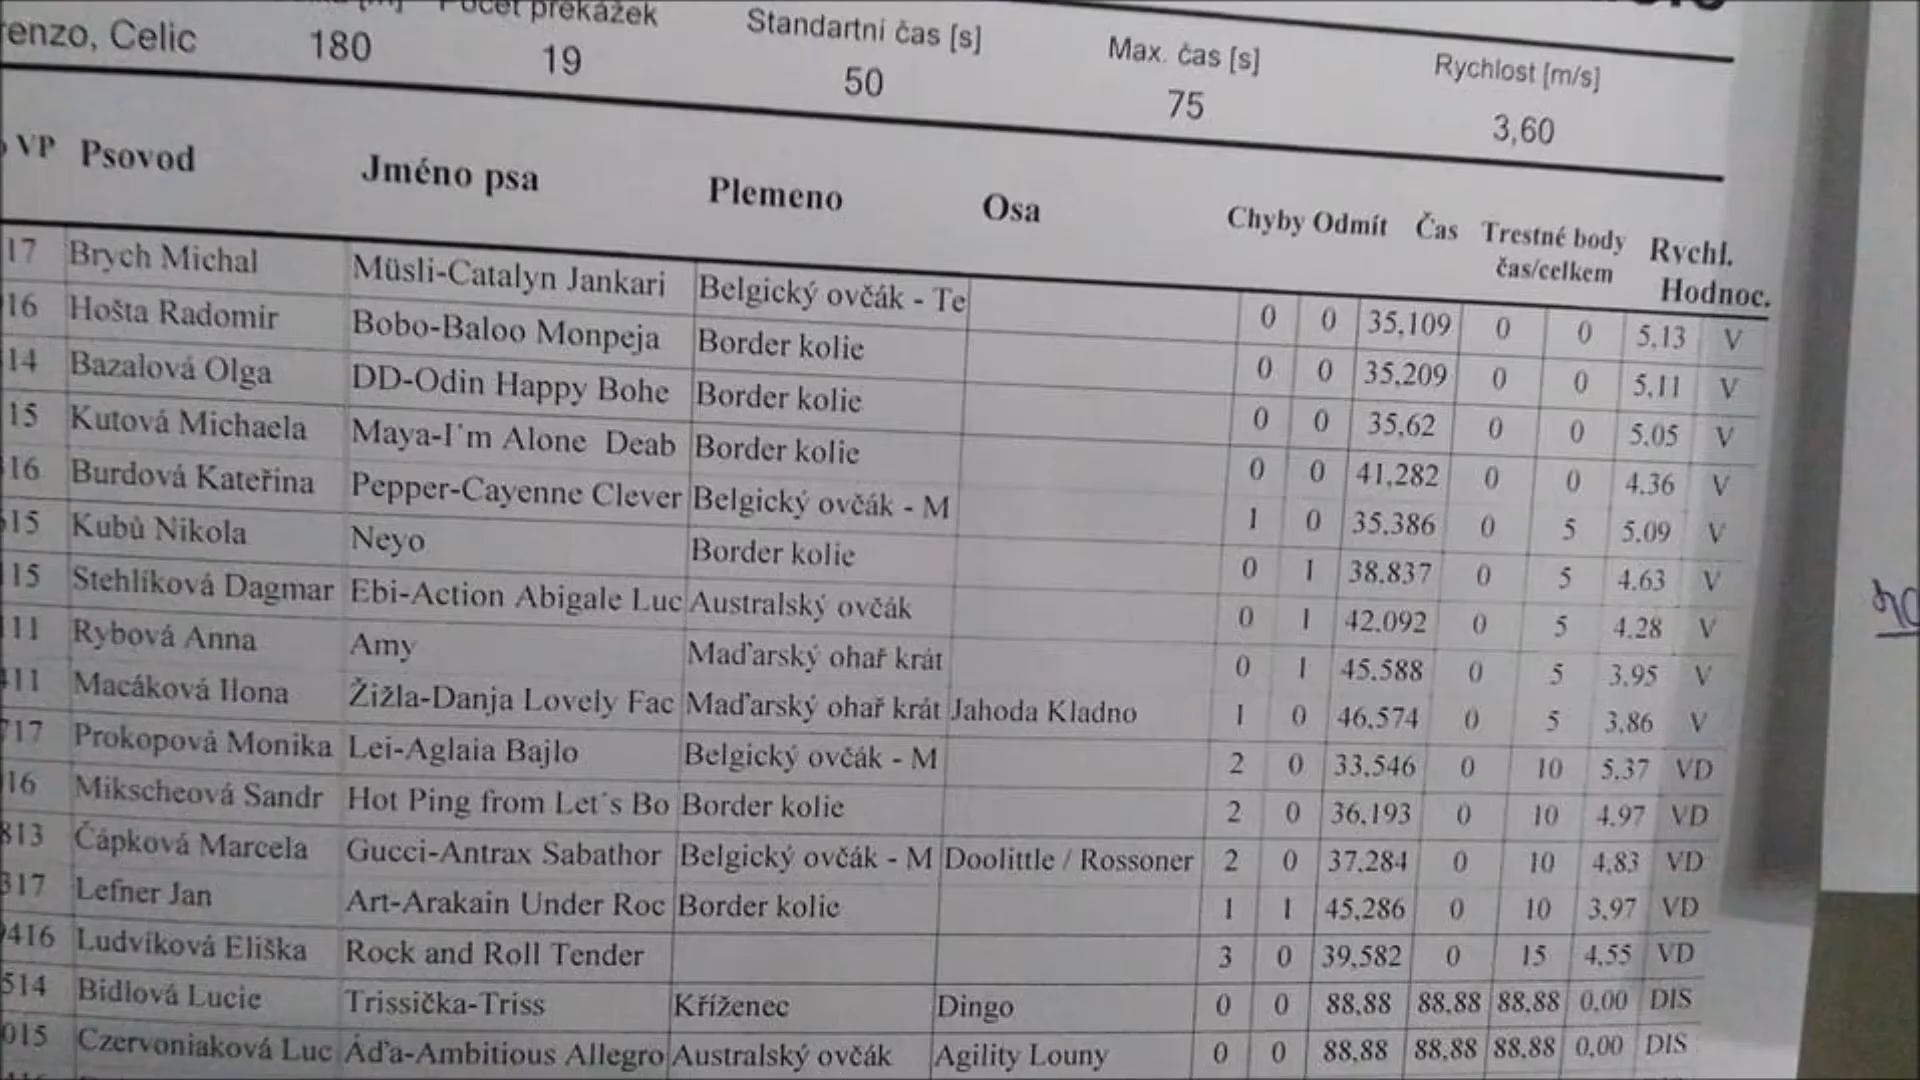 enzo, Celic 180 19 50 75 3,60
Počet překážek Standartní čas [s] Max. čas [s] Rychlost [m/s]
VP Psovod Jméno psa Plemeno Osa Chyby Odmít Čas Trestné body čas/celkem Rychl. Hodnoc.
17 Brych Michal Müsli-Catalyn Jankari Belgický ovčák - Te 0 0 35,109 0 0 5,13 V
16 Hošta Radomír Bobo-Baloo Monpeja Border kolie 0 0 35,209 0 0 5,11 V
14 Bazalová Olga DD-Odin Happy Bohe Border kolie 0 0 35,62 0 0 5,05 V
15 Kutová Michaela Maya-I´m Alone Deab Border kolie 0 0 41,282 0 0 4,36 V
16 Burdová Kateřina Pepper-Cayenne Clever Belgický ovčák - M 1 0 35,386 0 5 5,09 V
15 Kubů Nikola Neyo Border kolie 0 1 38,837 0 5 4,63 V
15 Stehlíková Dagmar Ebi-Action Abigale Luc Australský ovčák 0 1 42,092 0 5 4,28 V
11 Rybová Anna Amy Maďarský ohař krát 0 1 45,588 0 5 3,95 V
411 Macáková Ilona Žižla-Danja Lovely Fac Maďarský ohař krát Jahoda Kladno 1 0 46,574 0 5 3,86 V
717 Prokopová Monika Lei-Aglaia Bajlo Belgický ovčák - M 2 0 33,546 0 10 5,37 VD
16 Mikscheová Sandr Hot Ping from Let´s Bo Border kolie 2 0 36,193 0 10 4,97 VD
813 Čápková Marcela Gucci-Antrax Sabathor Belgický ovčák - M Doolittle / Rossoner 2 0 37,284 0 10 4,83 VD
317 Lefner Jan Art-Arakain Under Roc Border kolie 1 1 45,286 0 10 3,97 VD
416 Ludvíková Eliška Rock and Roll Tender 3 0 39,582 0 15 4,55 VD
514 Bidlová Lucie Trissička-Triss Kříženec Dingo 0 0 88,88 88,88 88,88 0,00 DIS
015 Czervoniaková Luc Áďa-Ambitious Allegro Australský ovčák Agility Louny 0 0 88,88 88,88 88,88 0,00 DIS